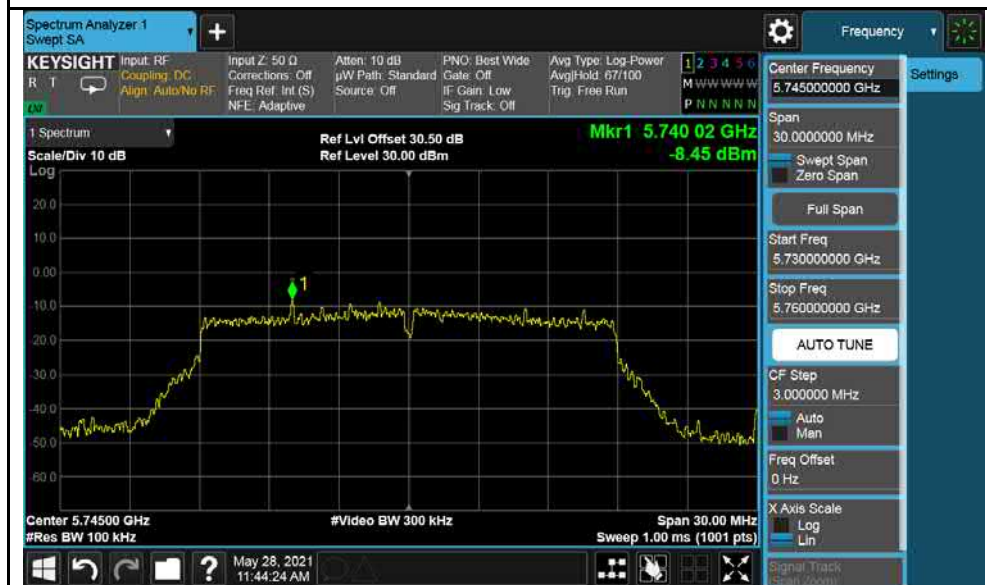 Spectrum Analyzer 1
Swept SA
Frequency
KEYSIGHT
R T
LXI
Input: RF
Coupling: DC
Align: Auto/No RF
Input Z: 50 Ω
Corrections: Off
Freq Ref: Int (S)
NFE: Adaptive
Atten: 10 dB
µW Path: Standard
Source: Off
PNO: Best Wide
Gate: Off
IF Gain: Low
Sig Track: Off
Avg Type: Log-Power
Avg|Hold: 67/100
Trig: Free Run
1 2 3 4 5 6
M W W W W W
P N N N N N
1 Spectrum
Scale/Div 10 dB
Log
Ref Lvl Offset 30.50 dB
Ref Level 30.00 dBm
Mkr1 5.740 02 GHz
-8.45 dBm
20.0
10.0
0.00
-10.0
-20.0
-30.0
-40.0
-50.0
-60.0
1
Center 5.74500 GHz
#Res BW 100 kHz
#Video BW 300 kHz
Span 30.00 MHz
Sweep 1.00 ms (1001 pts)
?
May 28, 2021
11:44:24 AM
Center Frequency
5.745000000 GHz
Span
30.0000000 MHz
Swept Span
Zero Span
Full Span
Start Freq
5.730000000 GHz
Stop Freq
5.760000000 GHz
AUTO TUNE
CF Step
3.000000 MHz
Auto
Man
Freq Offset
0 Hz
X Axis Scale
Log
Lin
Signal Track
(Span Zoom)
Settings